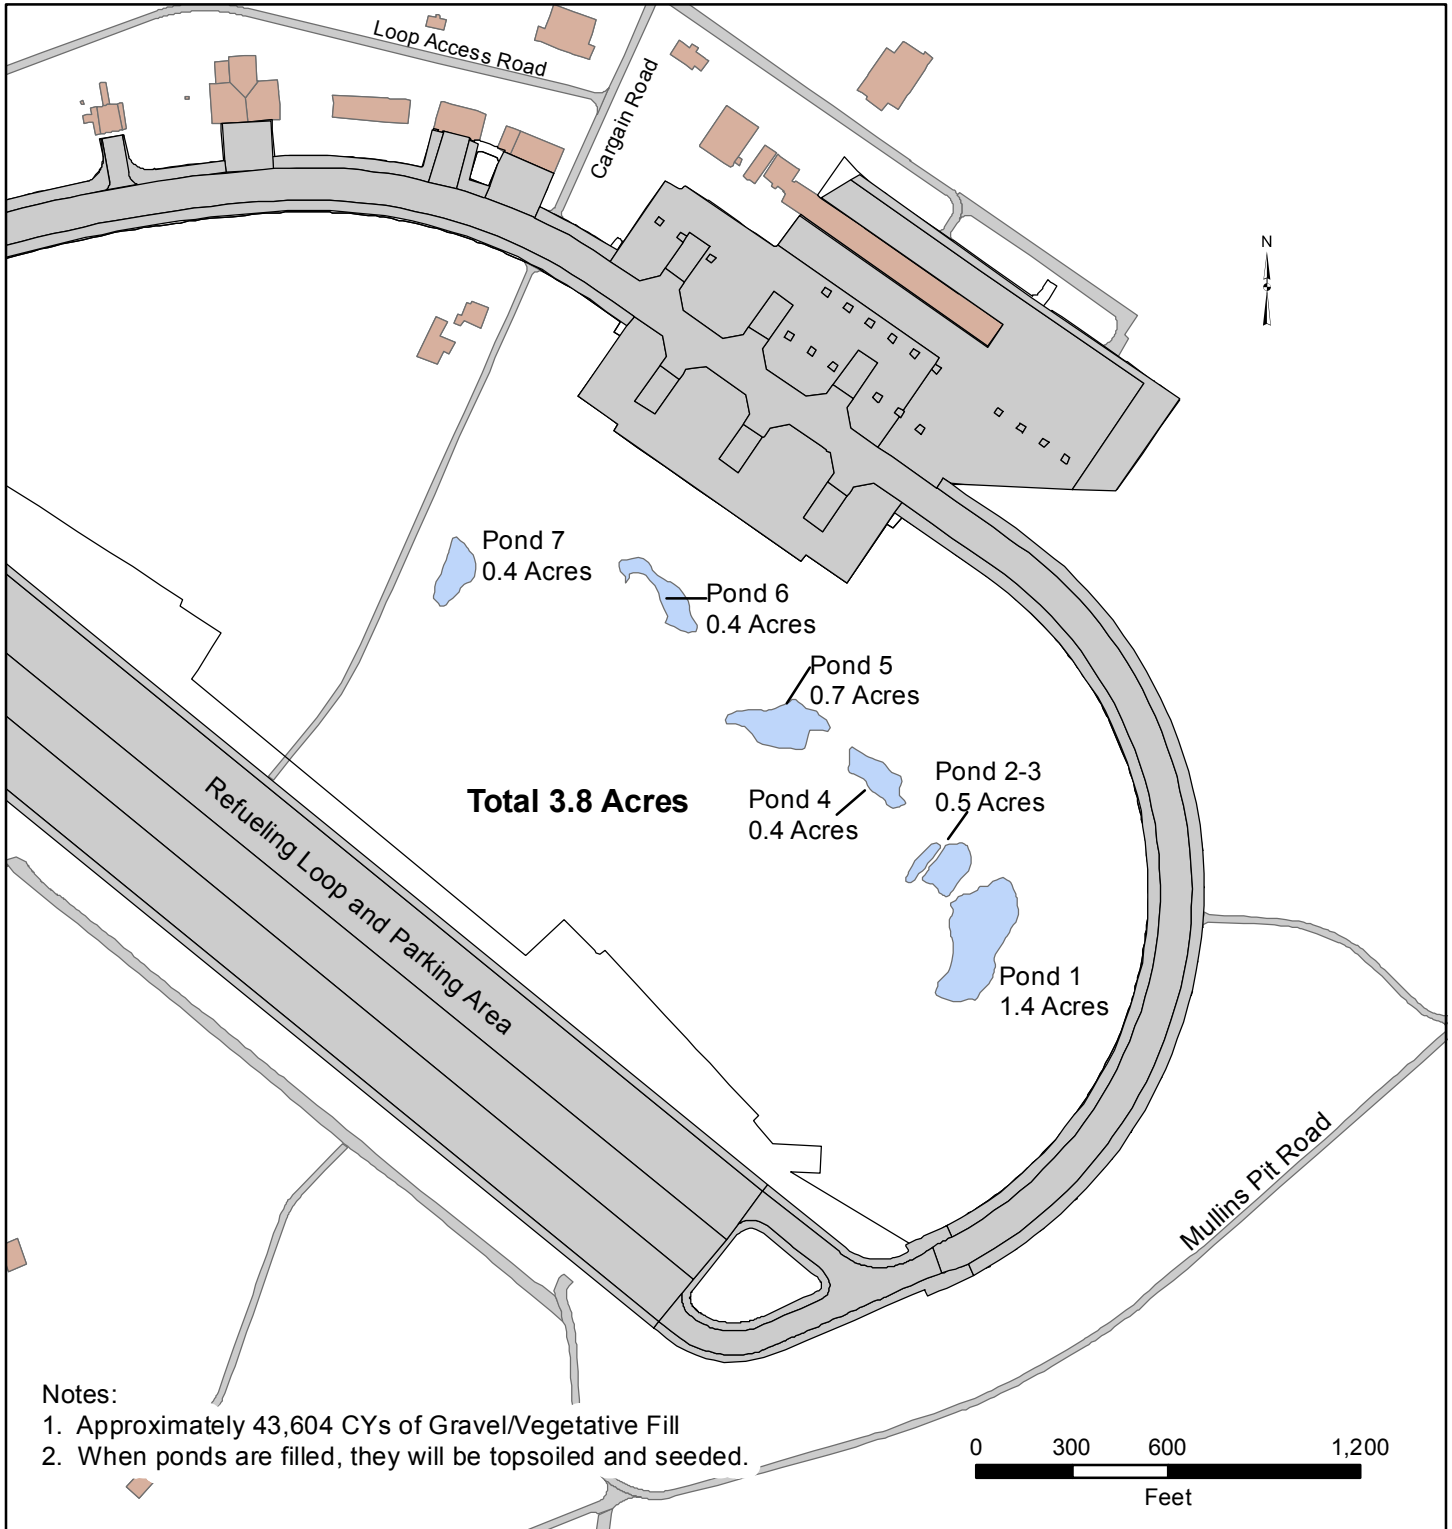 Loop Access Road
Cargain Road
N
Pond 7
0.4 Acres
Pond 6
0.4 Acres
Pond 5
0.7 Acres
Pond 2-3
0.5 Acres
Total 3.8 Acres
Pond 4
0.4 Acres
Refueling Loop and Parking Area
Pond 1
1.4 Acres
Mullins Pit Road
Notes:
1. Approximately 43,604 CYs of Gravel/Vegetative Fill
2. When ponds are filled, they will be topsoiled and seeded.
0 300 600 1,200
Feet